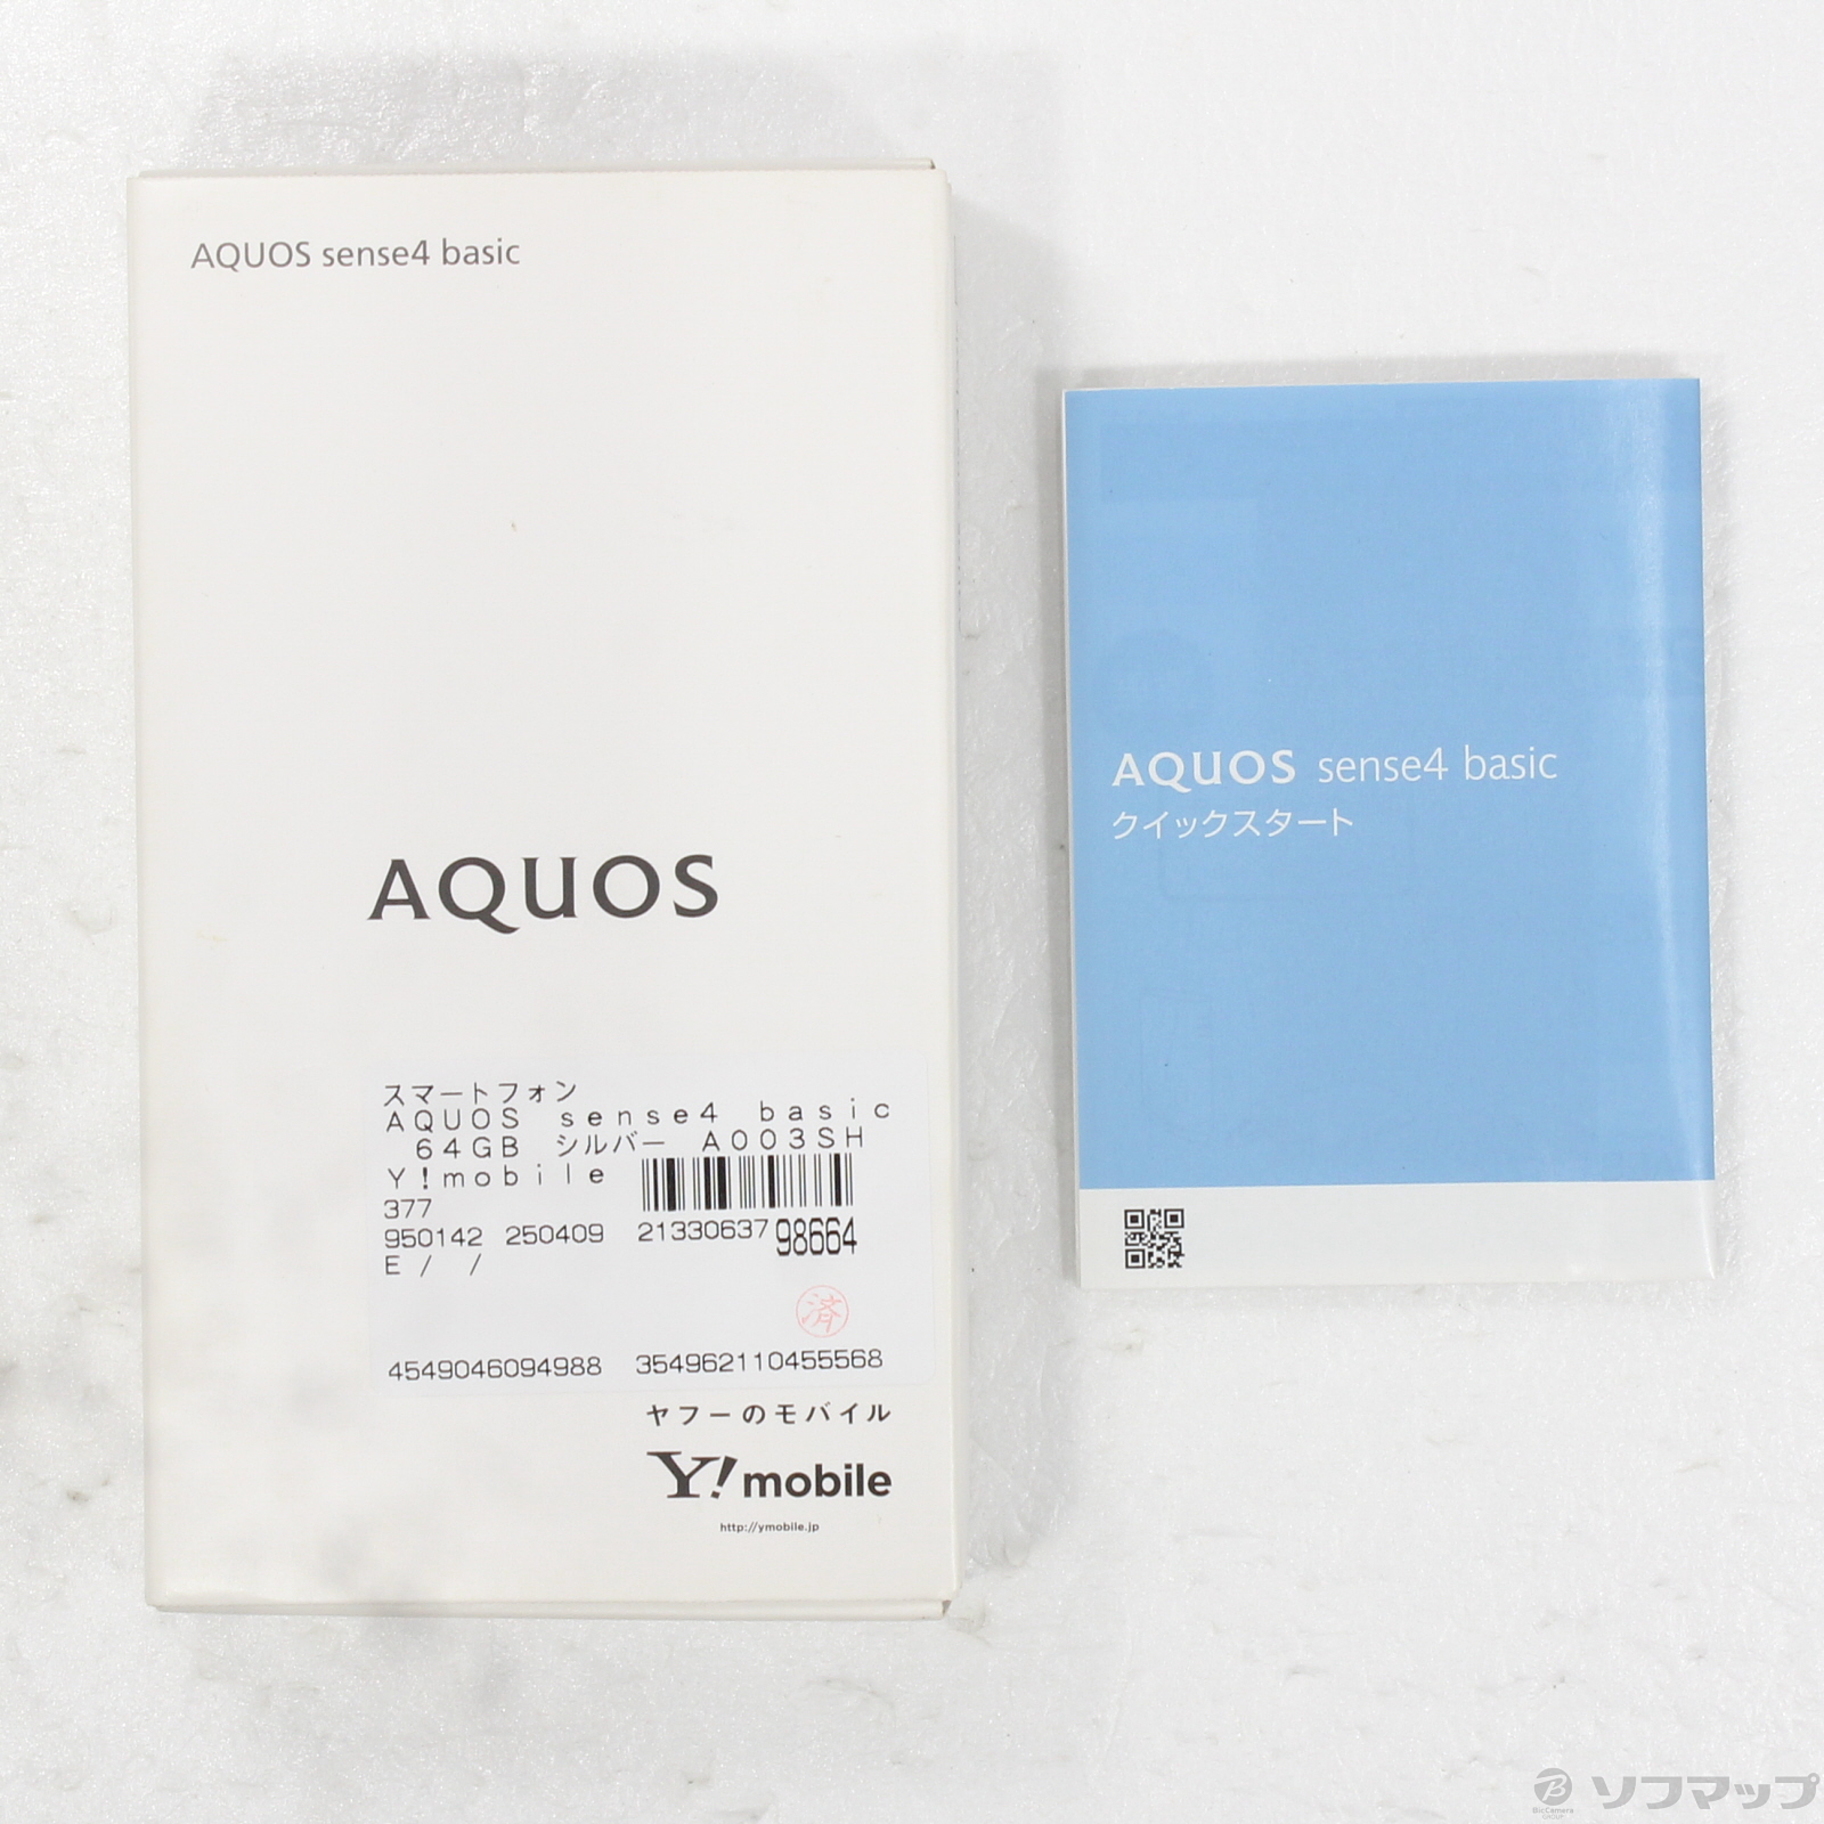 AQUOS sense4 basic
AQUOS
スマートフォン
AQUOS sense4 basic
64GB シルバー A003SH
Y!mobile
377
950142 250409 2133063798664
E / /
済
4549046094988 354962110455568
ヤフーのモバイル
Y!mobile
http://ymobile.jp
AQUOS sense4 basic
クイックスタート
BicCamera
GROUP
ソフマップ